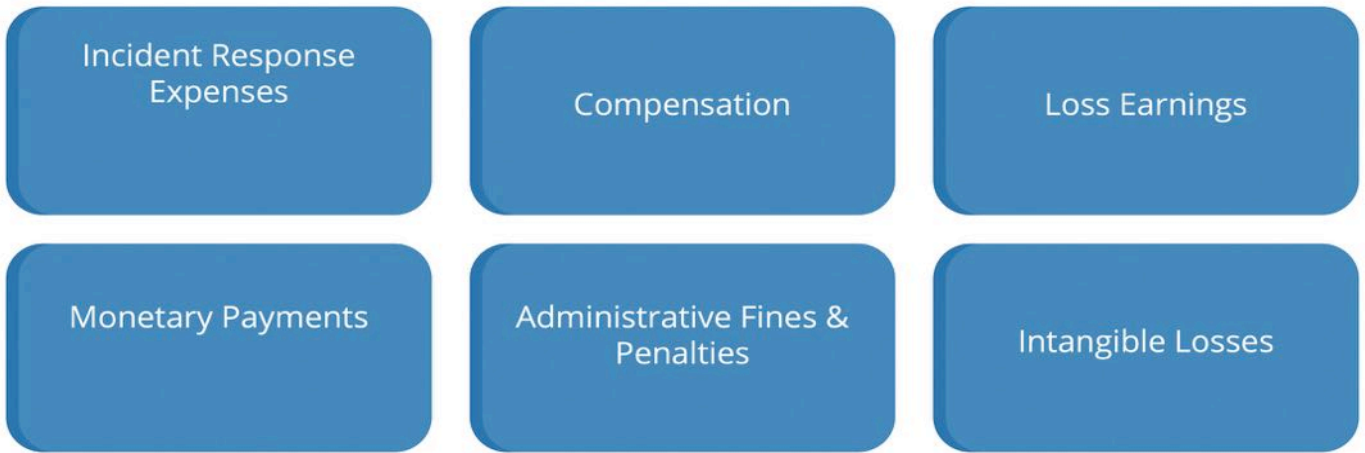 Incident Response
Expenses
Compensation
Loss Earnings
Monetary Payments
Administrative Fines &
Penalties
Intangible Losses